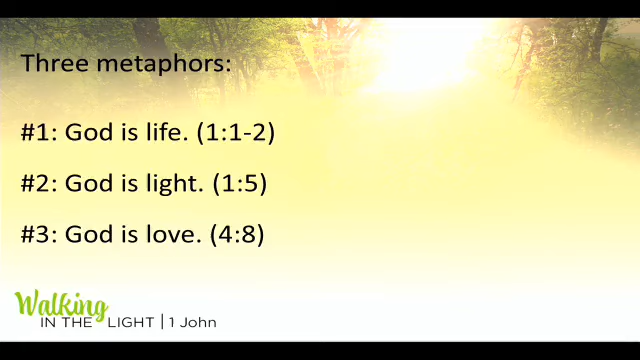 Three metaphors:
#1: God is life. (1:1-2)
#2: God is light. (1:5)
#3: God is love. (4:8)
Walking
IN THE LIGHT | 1 John